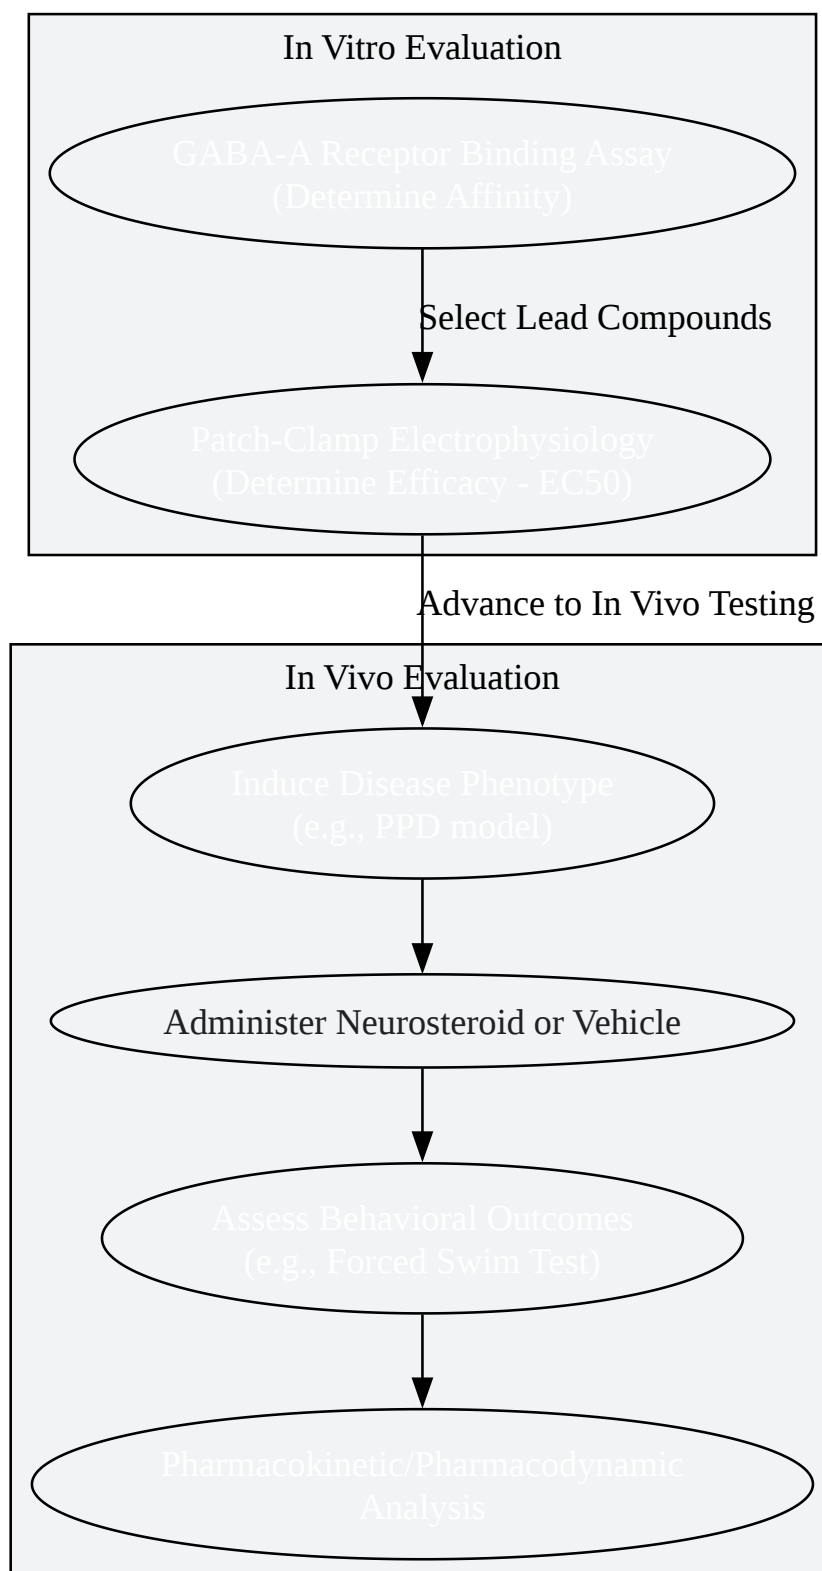 In Vitro Evaluation
GABA-A Receptor Binding Assay
(Determine Affinity)
Select Lead Compounds
Patch-Clamp Electrophysiology
(Determine Efficacy - EC50)
Advance to In Vivo Testing
In Vivo Evaluation
Induce Disease Phenotype
(e.g., PPD model)
Administer Neurosteroid or Vehicle
Assess Behavioral Outcomes
(e.g., Forced Swim Test)
Pharmacokinetic/Pharmacodynamic
Analysis